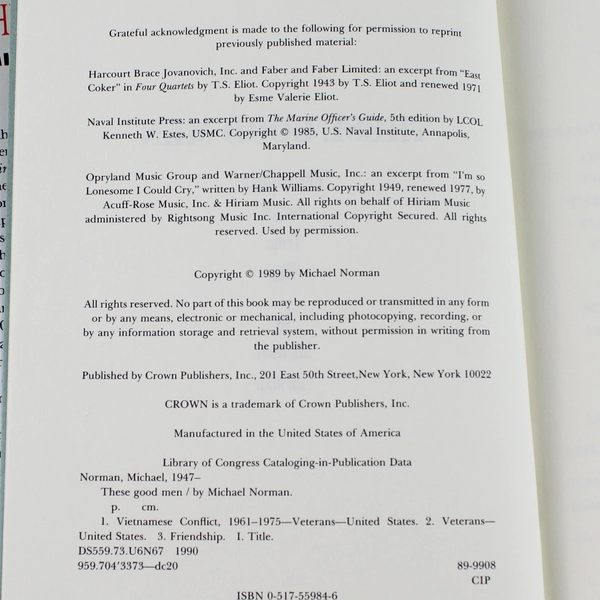 Grateful acknowledgment is made to the following for permission to reprint
previously published material:
Harcourt Brace Jovanovich, Inc. and Faber and Faber Limited: an excerpt from "East
Coker" in Four Quartets by T.S. Eliot. Copyright 1943 by T.S. Eliot and renewed 1971
by Esme Valerie Eliot.
Naval Institute Press: an excerpt from The Marine Officer's Guide, 5th edition by LCOL
Kenneth W. Estes, USMC. Copyright © 1985, U.S. Naval Institute, Annapolis,
Maryland.
Opryland Music Group and Warner/Chappell Music, Inc.: an excerpt from "I'm so
Lonesome I Could Cry," written by Hank Williams. Copyright 1949, renewed 1977, by
Acuff-Rose Music, Inc. & Hiriam Music. All rights on behalf of Hiriam Music
administered by Rightsong Music Inc. International Copyright Secured. All rights
reserved. Used by permission.
Copyright © 1989 by Michael Norman
All rights reserved. No part of this book may be reproduced or transmitted in any form
or by any means, electronic or mechanical, including photocopying, recording, or
by any information storage and retrieval system, without permission in writing from
the publisher.
Published by Crown Publishers, Inc., 201 East 50th Street,New York, New York 10022
CROWN is a trademark of Crown Publishers, Inc.
Manufactured in the United States of America
Library of Congress Cataloging-in-Publication Data
Norman, Michael, 1947–
These good men / by Michael Norman.
p. cm.
1. Vietnamese Conflict, 1961–1975—Veterans—United States. 2. Veterans—
United States. 3. Friendship. I. Title.
DS559.73.U6N67 1990
959.704'3373—dc20 89-9908
CIP
ISBN 0-517-55984-6